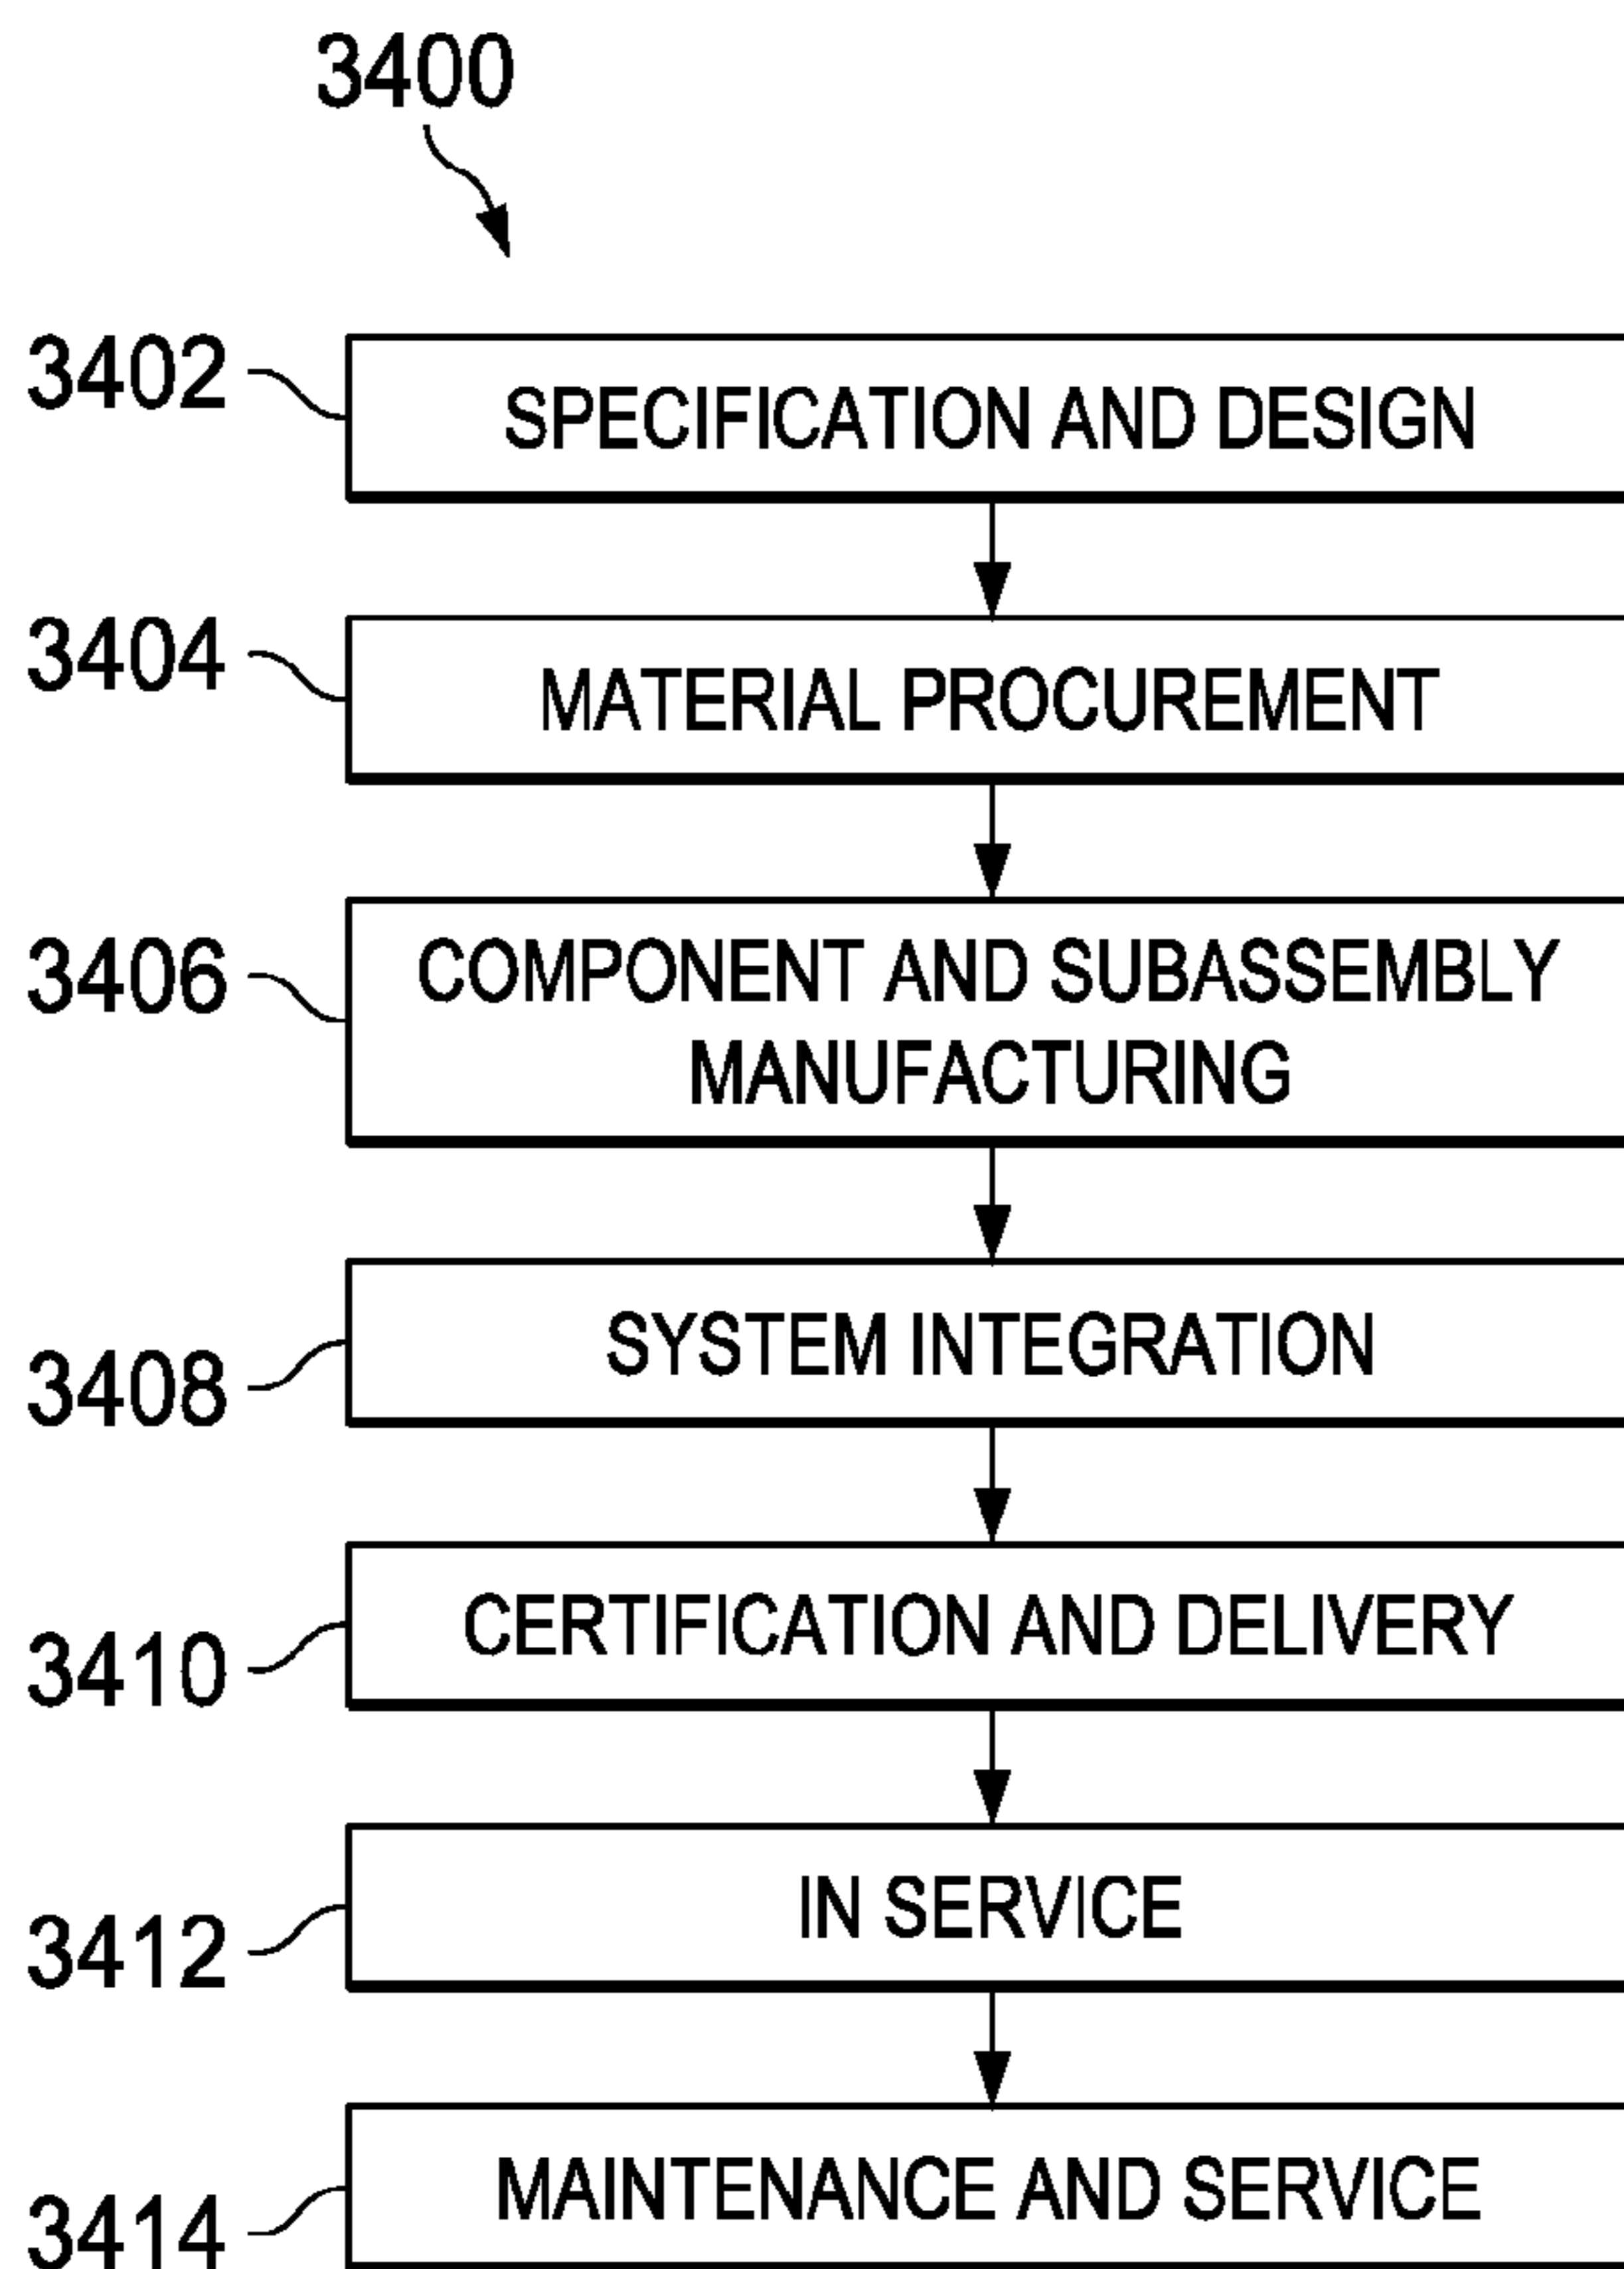 3400
3402
SPECIFICATION AND DESIGN
3404
MATERIAL PROCUREMENT
3406
COMPONENT AND SUBASSEMBLY
MANUFACTURING
3408
SYSTEM INTEGRATION
3410
CERTIFICATION AND DELIVERY
3412
IN SERVICE
3414
MAINTENANCE AND SERVICE